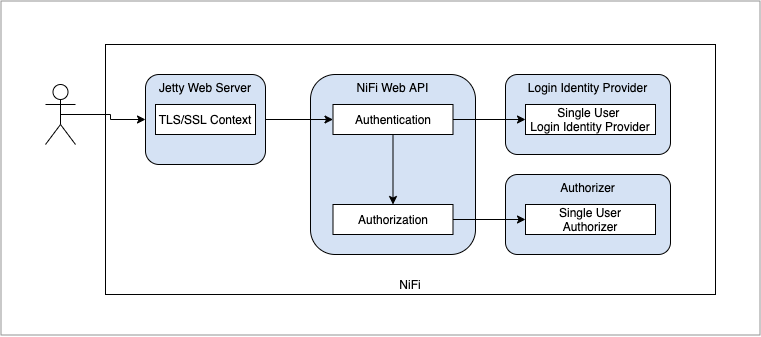 Jetty Web Server
TLS/SSL Context
NiFi Web API
Authentication
Authorization
Login Identity Provider
Single User
Login Identity Provider
Authorizer
Single User
Authorizer
NiFi